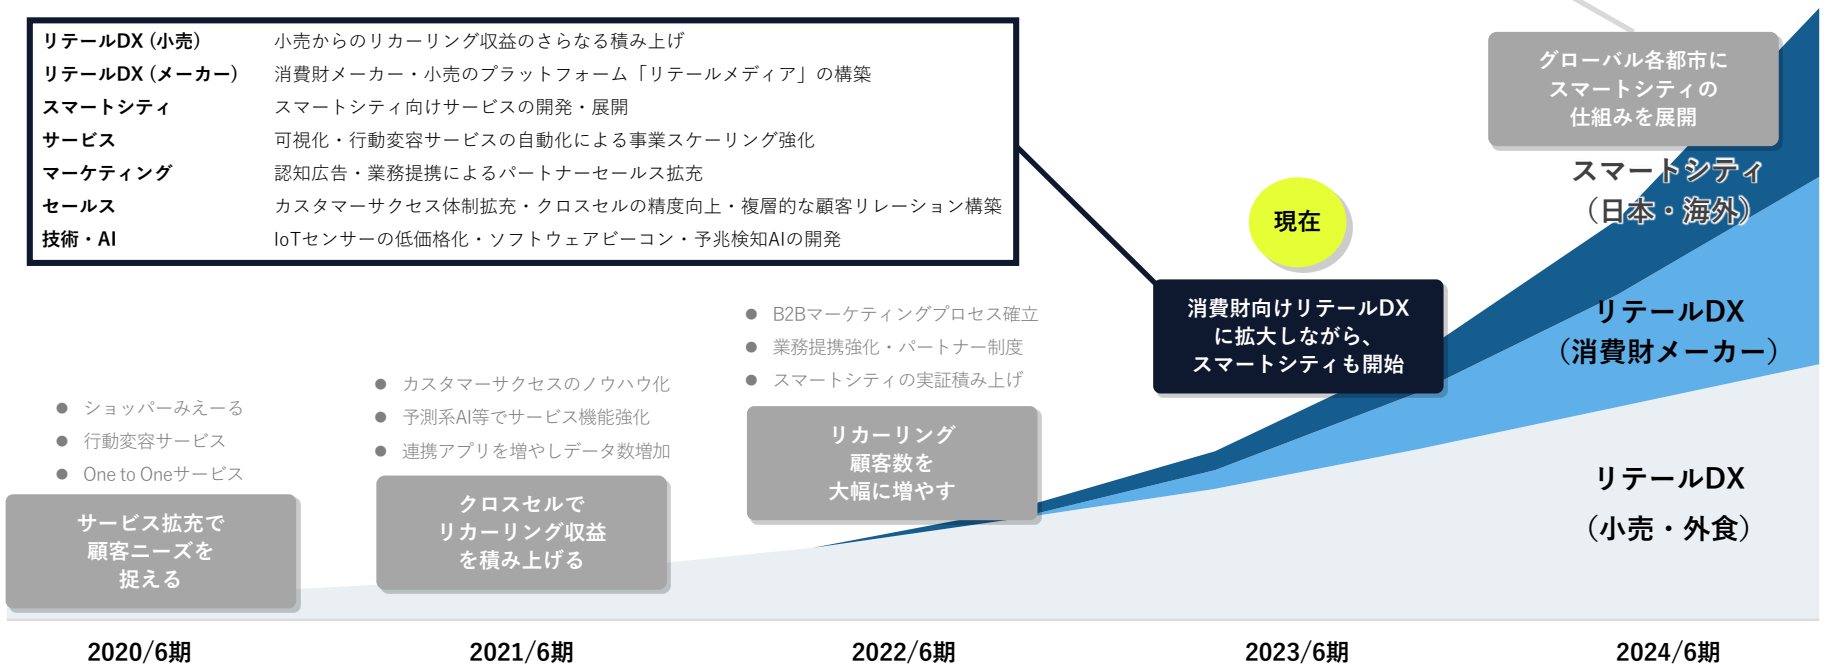 リテールDX (小売) 小売からのリカーリング収益のさらなる積み上げ
リテールDX (メーカー) 消費財メーカー・小売のプラットフォーム「リテールメディア」の構築
スマートシティ スマートシティ向けサービスの開発・展開
サービス 可視化・行動変容サービスの自動化による事業スケーリング強化
マーケティング 認知広告・業務提携によるパートナーセールス拡充
セールス カスタマーサクセス体制拡充・クロスセルの精度向上・複層的な顧客リレーション構築
技術・AI IoTセンサーの低価格化・ソフトウェアビーコン・予兆検知AIの開発
● ショッパーみえーる
● 行動変容サービス
● One to Oneサービス
サービス拡充で
顧客ニーズを
捉える
● カスタマーサクセスのノウハウ化
● 予測系AI等でサービス機能強化
● 連携アプリを増やしデータ数増加
クロスセルで
リカーリング収益
を積み上げる
● B2Bマーケティングプロセス確立
● 業務提携強化・パートナー制度
● スマートシティの実証積み上げ
リカーリング
顧客数を
大幅に増やす
現在
消費財向けリテールDX
に拡大しながら、
スマートシティも開始
グローバル各都市に
スマートシティの
仕組みを展開
スマートシティ
（日本・海外）
リテールDX
（消費財メーカー）
リテールDX
（小売・外食）
2020/6期
2021/6期
2022/6期
2023/6期
2024/6期